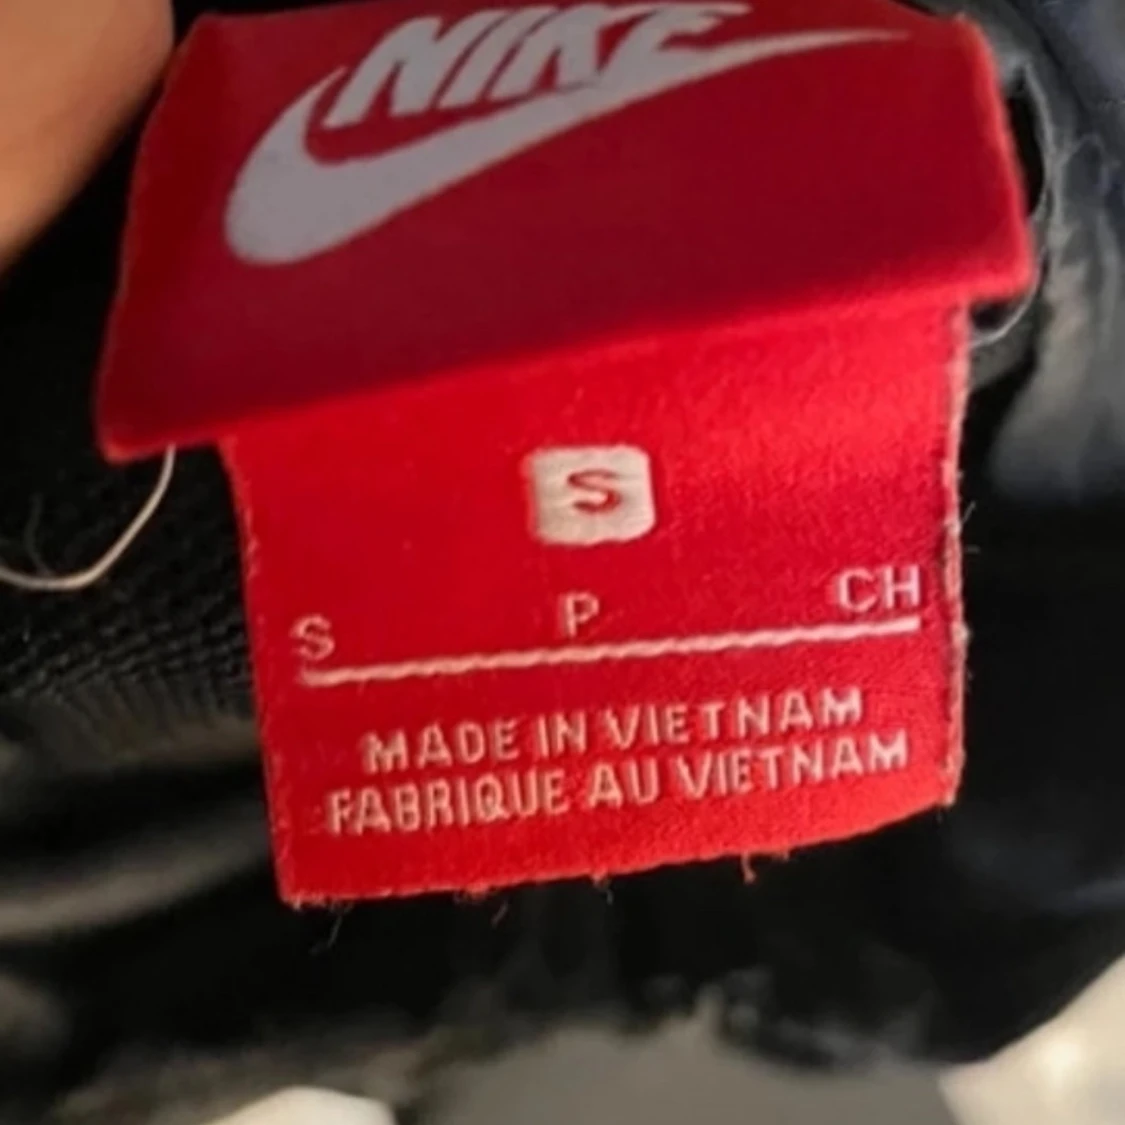 NIKE
S
S P CH
MADE IN VIETNAM
FABRIQUE AU VIETNAM